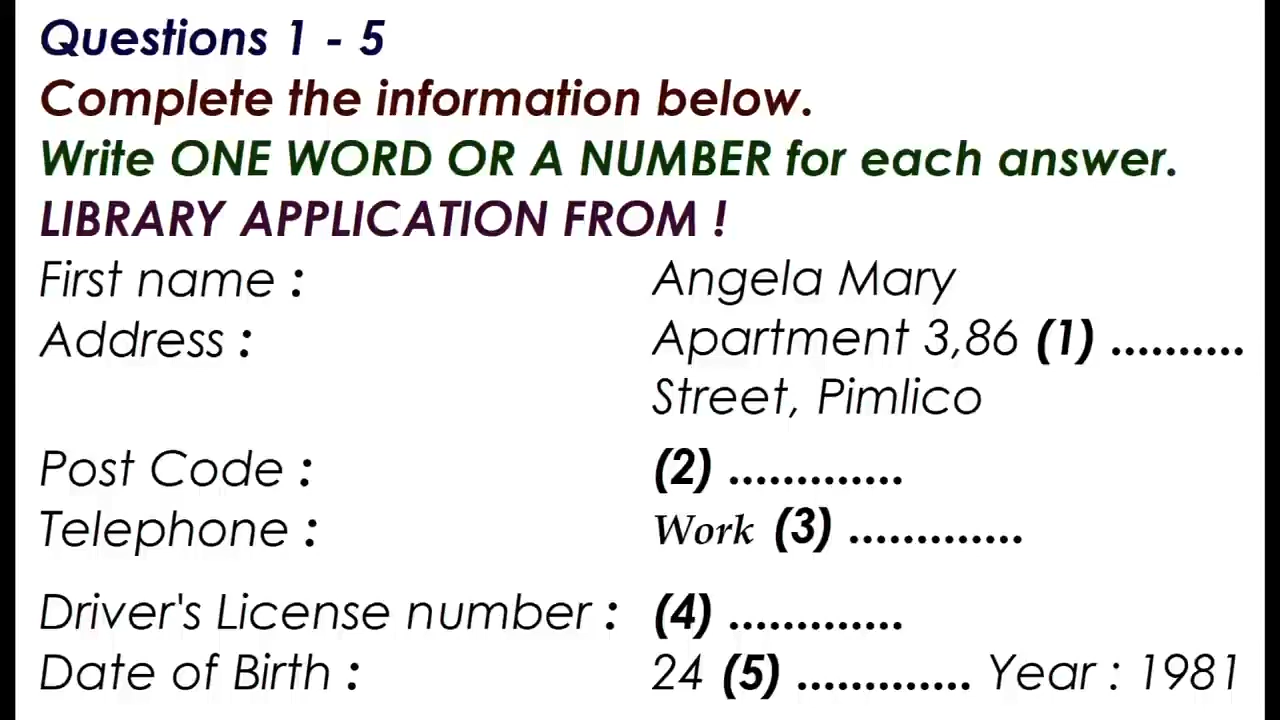 Questions 1 - 5
Complete the information below.
Write ONE WORD OR A NUMBER for each answer.
LIBRARY APPLICATION FROM !
First name : Angela Mary
Address : Apartment 3,86 (1) ..........
Street, Pimlico
Post Code : (2) .............
Telephone : Work (3) .............
Driver's License number : (4) .............
Date of Birth : 24 (5) ............. Year : 1981